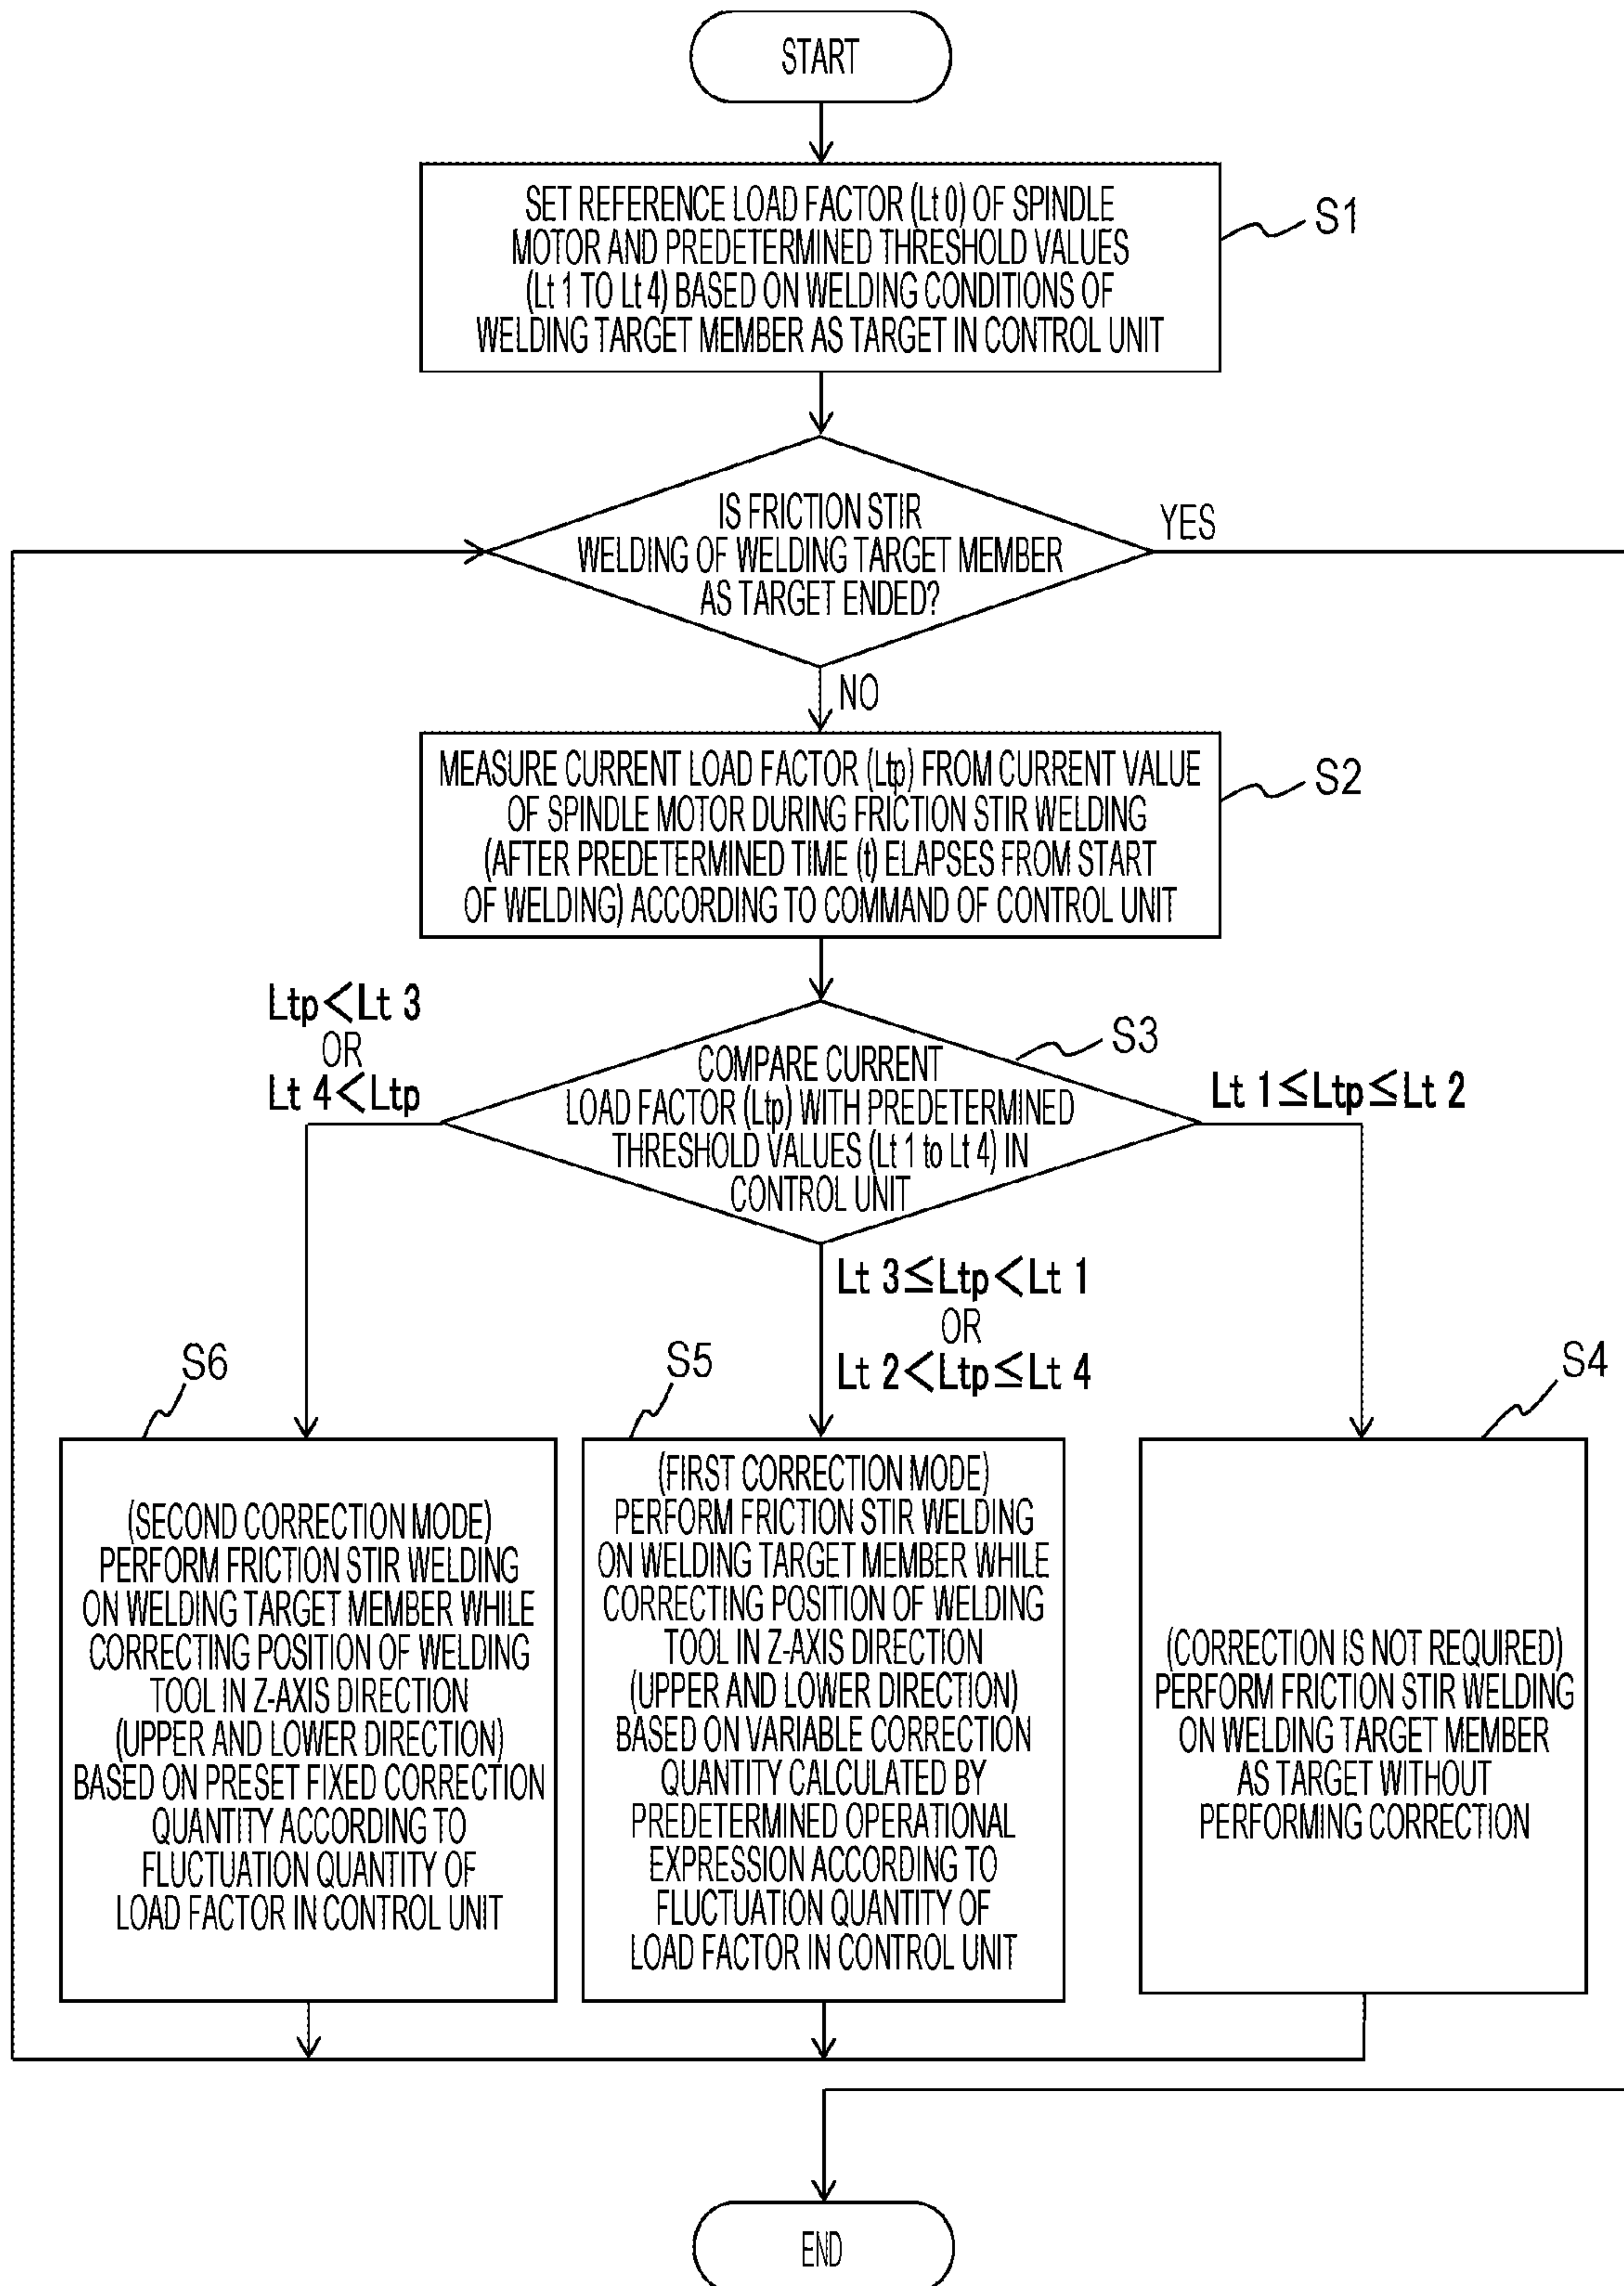 START
SET REFERENCE LOAD FACTOR (Lt 0) OF SPINDLE
MOTOR AND PREDETERMINED THRESHOLD VALUES
(Lt 1 TO Lt 4) BASED ON WELDING CONDITIONS OF
WELDING TARGET MEMBER AS TARGET IN CONTROL UNIT
S1
IS FRICTION STIR
WELDING OF WELDING TARGET MEMBER
AS TARGET ENDED?
YES
NO
MEASURE CURRENT LOAD FACTOR (Ltp) FROM CURRENT VALUE
OF SPINDLE MOTOR DURING FRICTION STIR WELDING
(AFTER PREDETERMINED TIME (t) ELAPSES FROM START
OF WELDING) ACCORDING TO COMMAND OF CONTROL UNIT
S2
Ltp<Lt 3
OR
Lt 4<Ltp
COMPARE CURRENT
LOAD FACTOR (Ltp) WITH PREDETERMINED
THRESHOLD VALUES (Lt 1 to Lt 4) IN
CONTROL UNIT
S3
Lt 1≤Ltp≤Lt 2
Lt 3≤Ltp<Lt 1
OR
Lt 2<Ltp≤Lt 4
S6
(SECOND CORRECTION MODE)
PERFORM FRICTION STIR WELDING
ON WELDING TARGET MEMBER WHILE
CORRECTING POSITION OF WELDING
TOOL IN Z-AXIS DIRECTION
(UPPER AND LOWER DIRECTION)
BASED ON PRESET FIXED CORRECTION
QUANTITY ACCORDING TO
FLUCTUATION QUANTITY OF
LOAD FACTOR IN CONTROL UNIT
S5
(FIRST CORRECTION MODE)
PERFORM FRICTION STIR WELDING
ON WELDING TARGET MEMBER WHILE
CORRECTING POSITION OF WELDING
TOOL IN Z-AXIS DIRECTION
(UPPER AND LOWER DIRECTION)
BASED ON VARIABLE CORRECTION
QUANTITY CALCULATED BY
PREDETERMINED OPERATIONAL
EXPRESSION ACCORDING TO
FLUCTUATION QUANTITY OF
LOAD FACTOR IN CONTROL UNIT
S4
(CORRECTION IS NOT REQUIRED)
PERFORM FRICTION STIR WELDING
ON WELDING TARGET MEMBER
AS TARGET WITHOUT
PERFORMING CORRECTION
END